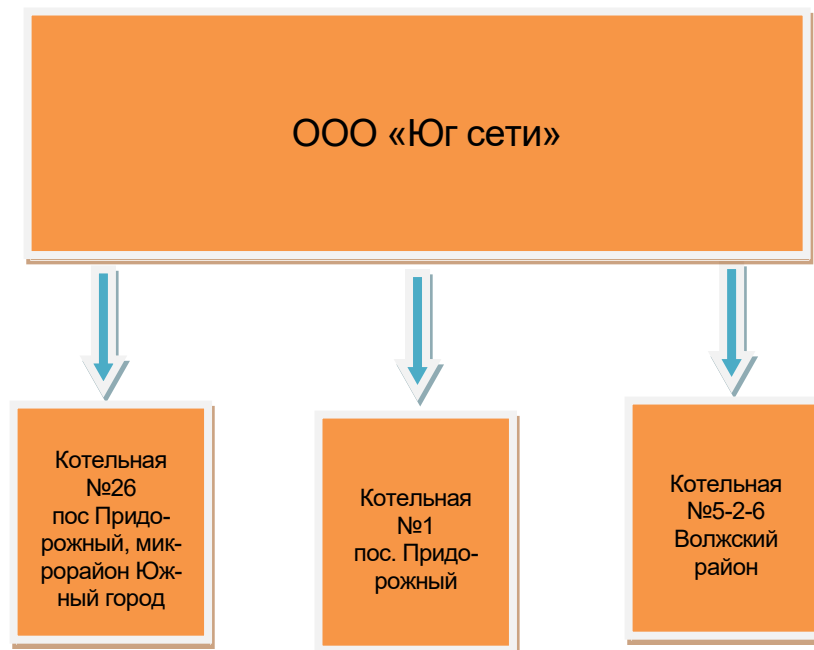 ООО «Юг сети»
Котельная
№26
пос Придо-
рожный, мик-
рорайон Юж-
ный город
Котельная
№1
пос. Придо-
рожный
Котельная
№5-2-6
Волжский
район